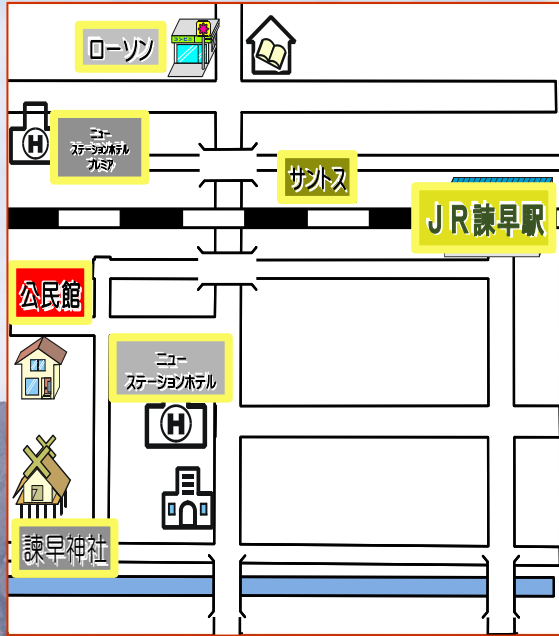 ローソン
ニュー
ステーションホテル
プレミア
H
サントス
JR諫早駅
公民館
ニュー
ステーションホテル
H
諫早神社